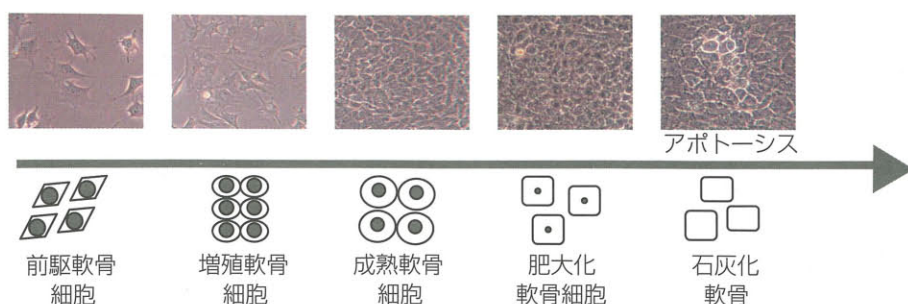 アポトーシス
前駆軟骨
細胞
増殖軟骨
細胞
成熟軟骨
細胞
肥大化
軟骨細胞
石灰化
軟骨